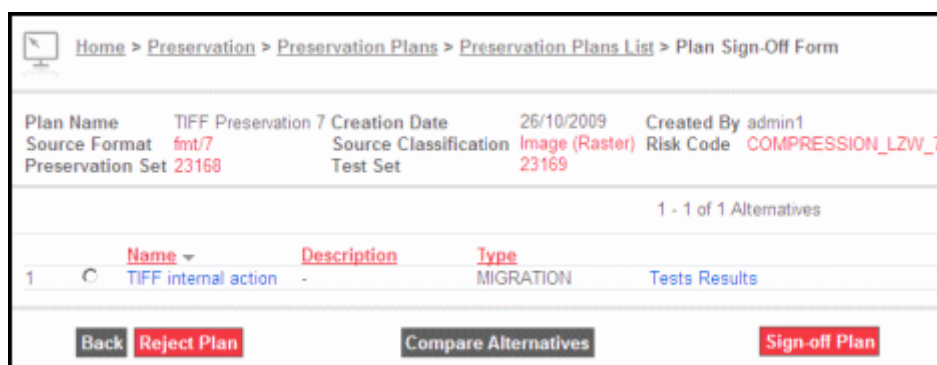 Home > Preservation > Preservation Plans > Preservation Plans List > Plan Sign-Off Form
Plan Name TIFF Preservation 7 Creation Date 26/10/2009 Created By admin1
Source Format fmt/7 Source Classification Image (Raster) Risk Code COMPRESSION_LZW_7
Preservation Set 23168 Test Set 23169
1 - 1 of 1 Alternatives
Name Description Type
1 TIFF internal action - MIGRATION Tests Results
Back Reject Plan Compare Alternatives Sign-off Plan